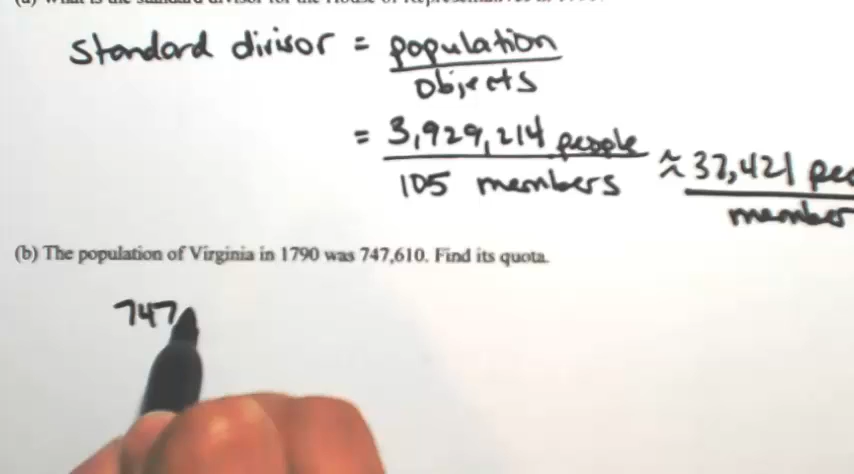 standard divisor = population
objects
= 3,929,214 people
105 members
≈ 37,421
member
(b) The population of Virginia in 1790 was 747,610. Find its quota.
747